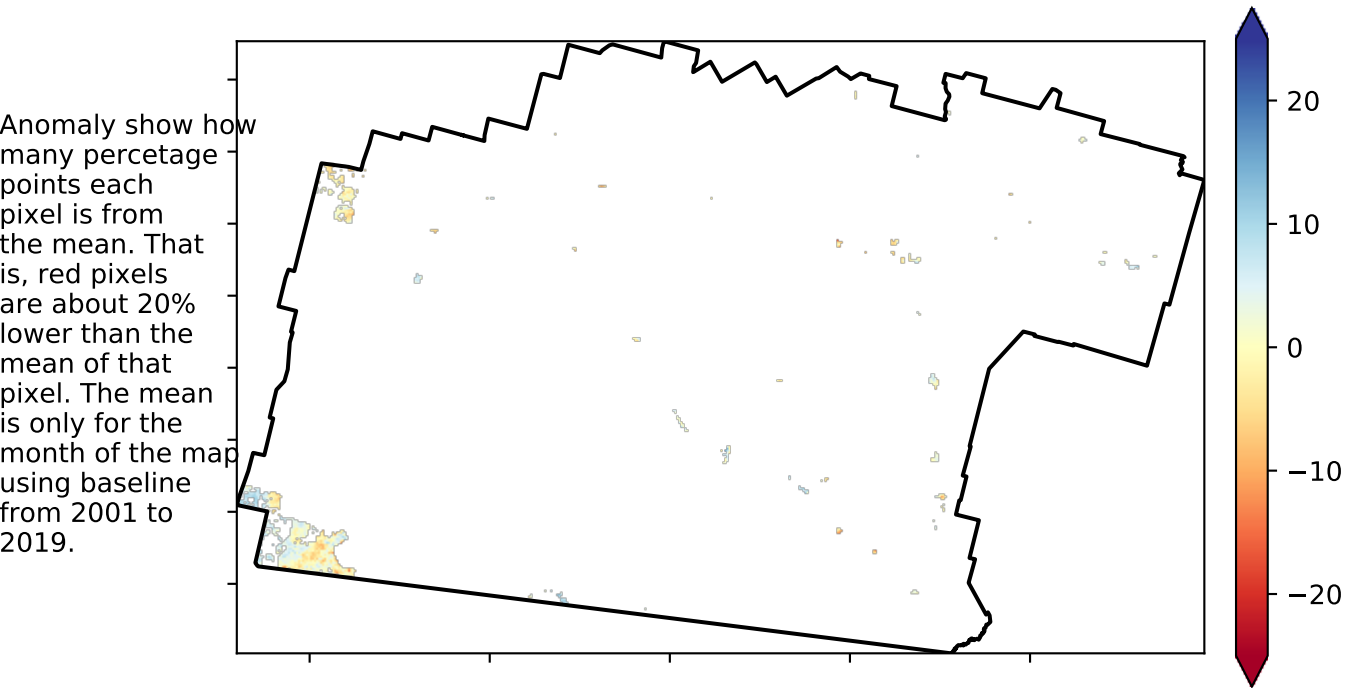 Anomaly show how
many percetage
points each
pixel is from
the mean. That
is, red pixels
are about 20%
lower than the
mean of that
pixel. The mean
is only for the
month of the map
using baseline
from 2001 to
2019.
20
10
0
−10
−20